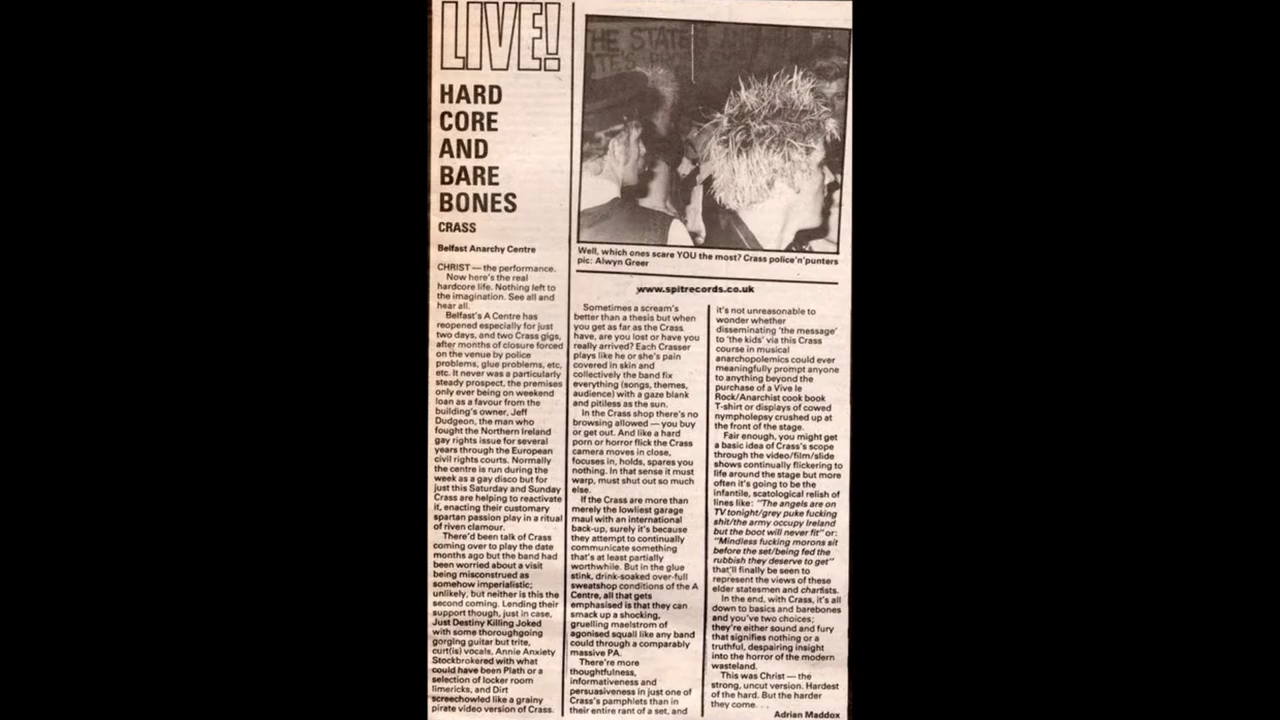 LIVE!
HARD
CORE
AND
BARE
BONES
CRASS
Belfast Anarchy Centre
CHRIST — the performance.
Now here's the real
hardcore life. Nothing left to
the imagination. See all and
hear all.
Belfast's A Centre has
reopened especially for just
two days, and two Crass gigs,
after months of closure forced
on the venue by police
problems, glue problems, etc,
etc. It never was a particularly
steady prospect, the premises
only ever being on weekend
loan as a favour from the
building's owner, Jeff
Dudgeon, the man who
fought the Northern Ireland
gay rights issue for several
years through the European
civil rights courts. Normally
the centre is run during the
week as a gay disco but for
just this Saturday and Sunday
Crass are helping to reactivate
it, enacting their customary
spartan passion play in a ritual
of riven clamour.
There'd been talk of Crass
coming over to play the date
months ago but the band had
been worried about a visit
being misconstrued as
somehow imperialistic;
unlikely, but neither is this the
second coming. Lending their
support though, just in case,
Just Destiny Killing Joked
with some thoroughgoing
gorging guitar but trite,
curt(is) vocals, Annie Anxiety
Stockbrokered with what
could have been Plath or a
selection of locker room
limericks, and Dirt
screechowled like a grainy
pirate video version of Crass.
THE STATE
Well, which ones scare YOU the most? Crass police'n'punters
pic: Alwyn Greer
www.spitrecords.co.uk
Sometimes a scream's
better than a thesis but when
you get as far as the Crass
have, are you lost or have you
really arrived? Each Crasser
plays like he or she's pain
covered in skin and
collectively the band fix
everything (songs, themes,
audience) with a gaze blank
and pitiless as the sun.
In the Crass shop there's no
browsing allowed — you buy
or get out. And like a hard
porn or horror flick the Crass
camera moves in close,
focuses in, holds, spares you
nothing. In that sense it must
warp, must shut out so much
else.
If the Crass are more than
merely the lowliest garage
maul with an international
back-up, surely it's because
they attempt to continually
communicate something
that's at least partially
worthwhile. But in the glue
stink, drink-soaked over-full
sweatshop conditions of the A
Centre, all that gets
emphasised is that they can
smack up a shocking,
gruelling maelstrom of
agonised squall like any band
could through a comparably
massive PA.
There're more
thoughtfulness,
informativeness and
persuasiveness in just one of
Crass's pamphlets than in
their entire rant of a set, and
it's not unreasonable to
wonder whether
disseminating 'the message'
to 'the kids' via this Crass
course in musical
anarchopolemics could ever
meaningfully prompt anyone
to anything beyond the
purchase of a Vive le
Rock/Anarchist cook book
T-shirt or displays of cowed
nympholepsy crushed up at
the front of the stage.
Fair enough, you might get
a basic idea of Crass's scope
through the video/film/slide
shows continually flickering to
life around the stage but more
often it's going to be the
infantile, scatological relish of
lines like: "The angels are on
TV tonight/grey puke fucking
shit/the army occupy Ireland
but the boot will never fit" or:
"Mindless fucking morons sit
before the set/being fed the
rubbish they deserve to get"
that'll finally be seen to
represent the views of these
elder statesmen and chartists.
In the end, with Crass, it's all
down to basics and barebones
and you've two choices;
they're either sound and fury
that signifies nothing or a
truthful, despairing insight
into the horror of the modern
wasteland.
This was Christ — the
strong, uncut version. Hardest
of the hard. But the harder
they come. . .
Adrian Maddox